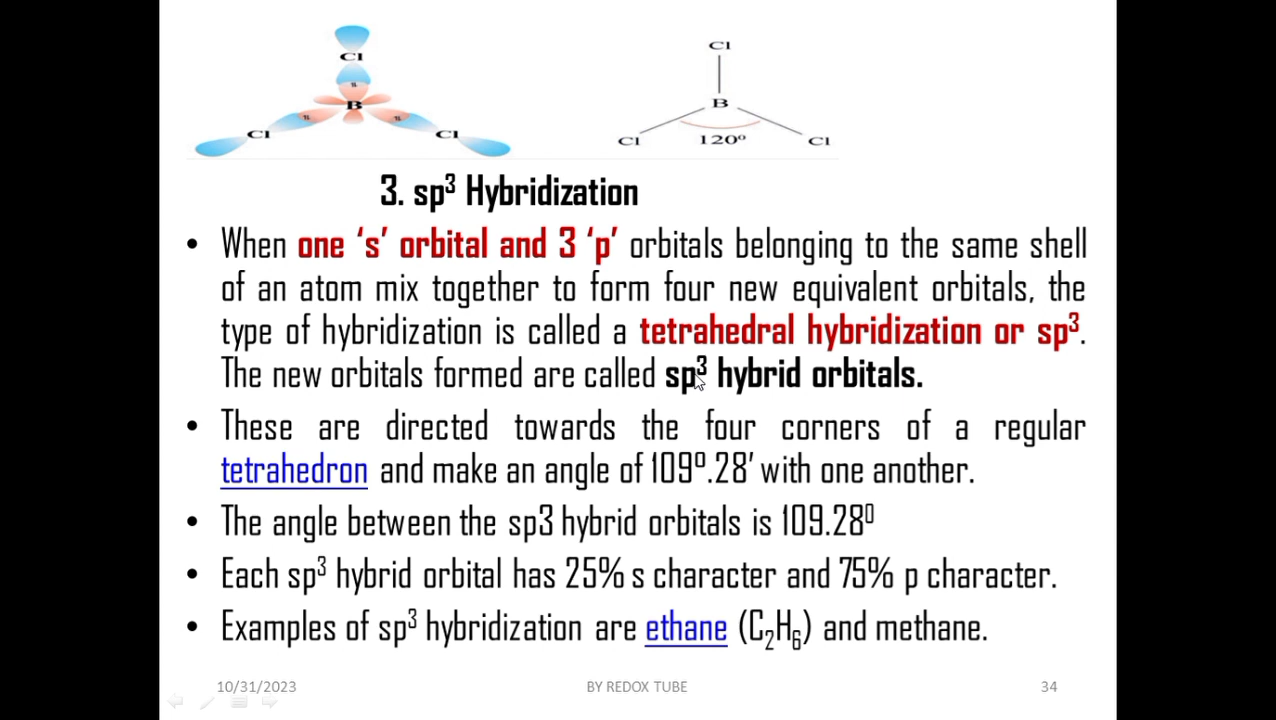 Cl
B
Cl
Cl
Cl
B
Cl
Cl
120⁰
3. sp³ Hybridization
• When one ‘s’ orbital and 3 ‘p’ orbitals belonging to the same shell
of an atom mix together to form four new equivalent orbitals, the
type of hybridization is called a tetrahedral hybridization or sp³.
The new orbitals formed are called sp³ hybrid orbitals.
• These are directed towards the four corners of a regular
tetrahedron and make an angle of 109⁰.28’ with one another.
• The angle between the sp3 hybrid orbitals is 109.28⁰
• Each sp³ hybrid orbital has 25% s character and 75% p character.
• Examples of sp³ hybridization are ethane (C₂H₆) and methane.
10/31/2023
BY REDOX TUBE
34